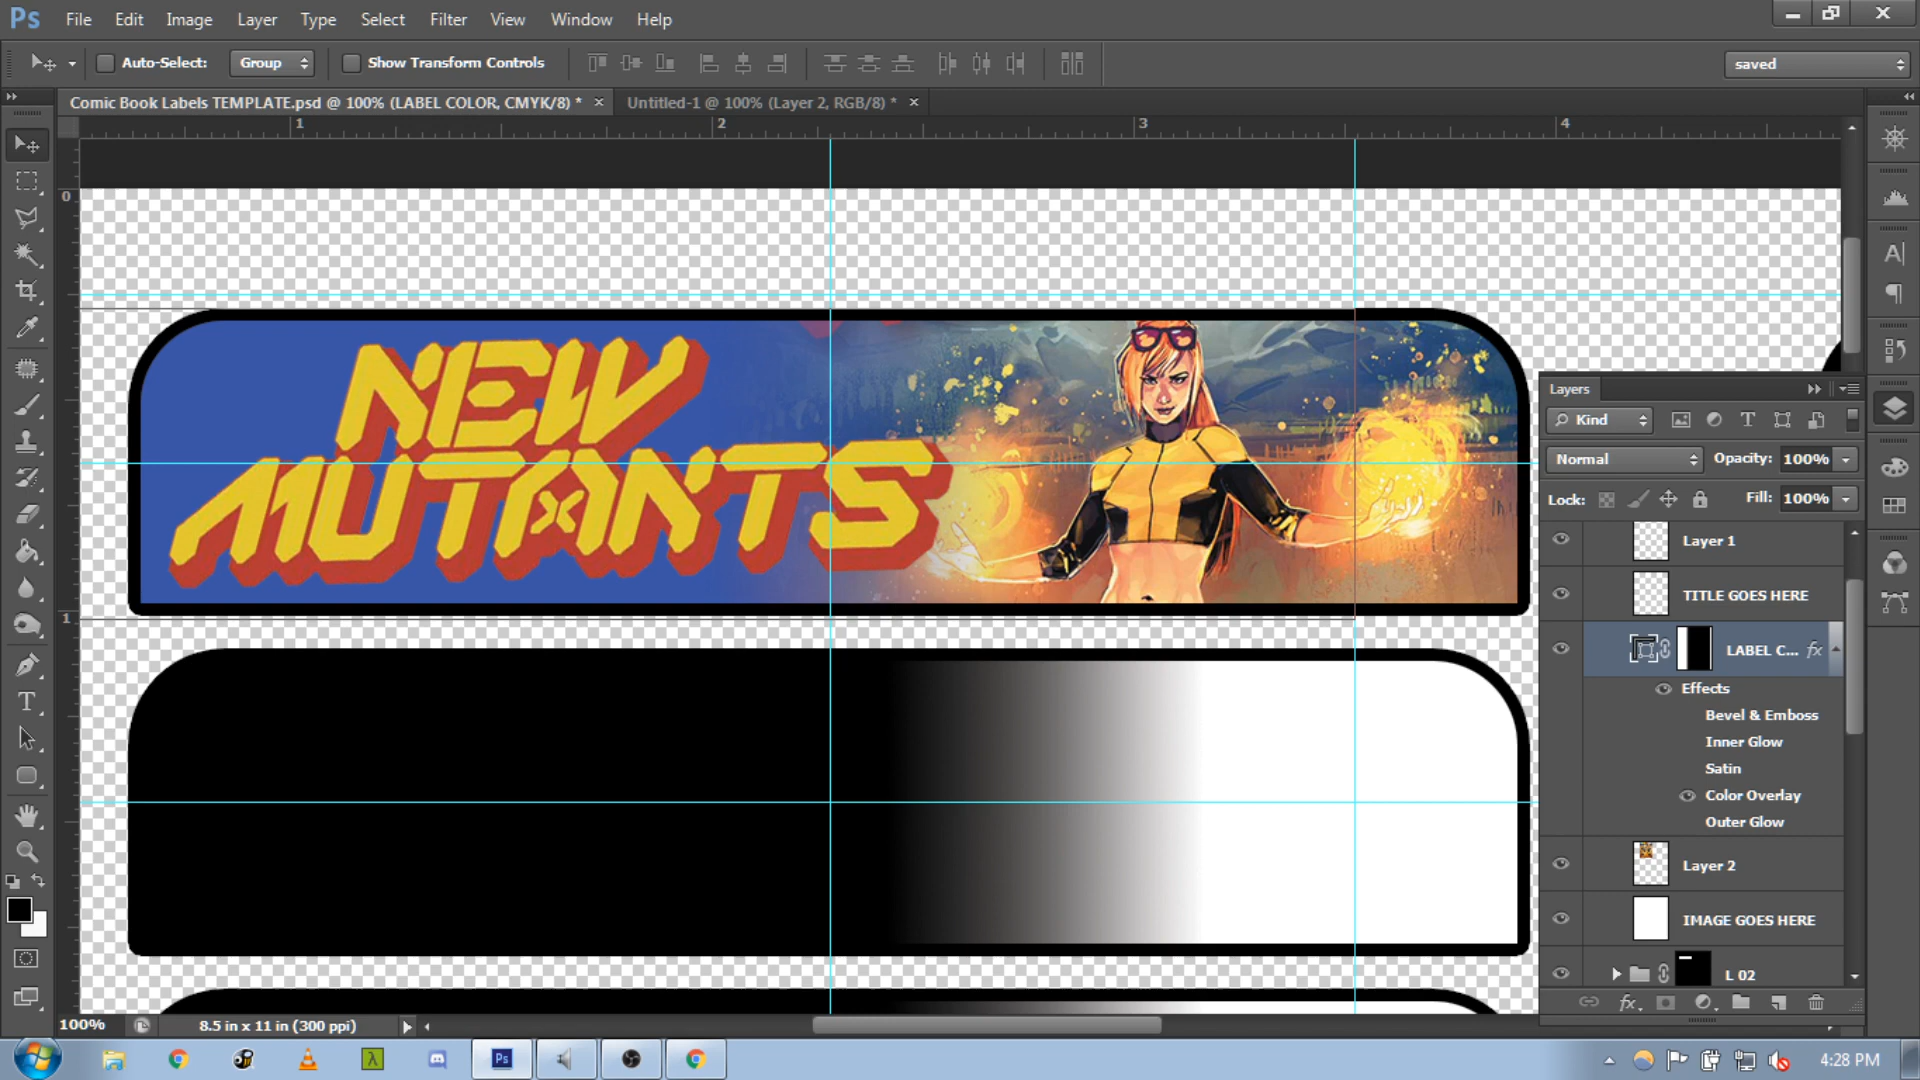 Ps File Edit Image Layer Type Select Filter View Window Help
Auto-Select: Group Show Transform Controls saved
Comic Book Labels TEMPLATE.psd @ 100% (LABEL COLOR, CMYK/8) * × Untitled-1 @ 100% (Layer 2, RGB/8) * ×
1 2 3 4
0
NEW
MUTANTS
1
Layers
Kind
Normal Opacity: 100%
Lock: Fill: 100%
Layer 1
TITLE GOES HERE
LABEL C... fx
Effects
Bevel & Emboss
Inner Glow
Satin
Color Overlay
Outer Glow
Layer 2
IMAGE GOES HERE
L 02
fx
100% 8.5 in x 11 in (300 ppi)
Ps 4:28 PM